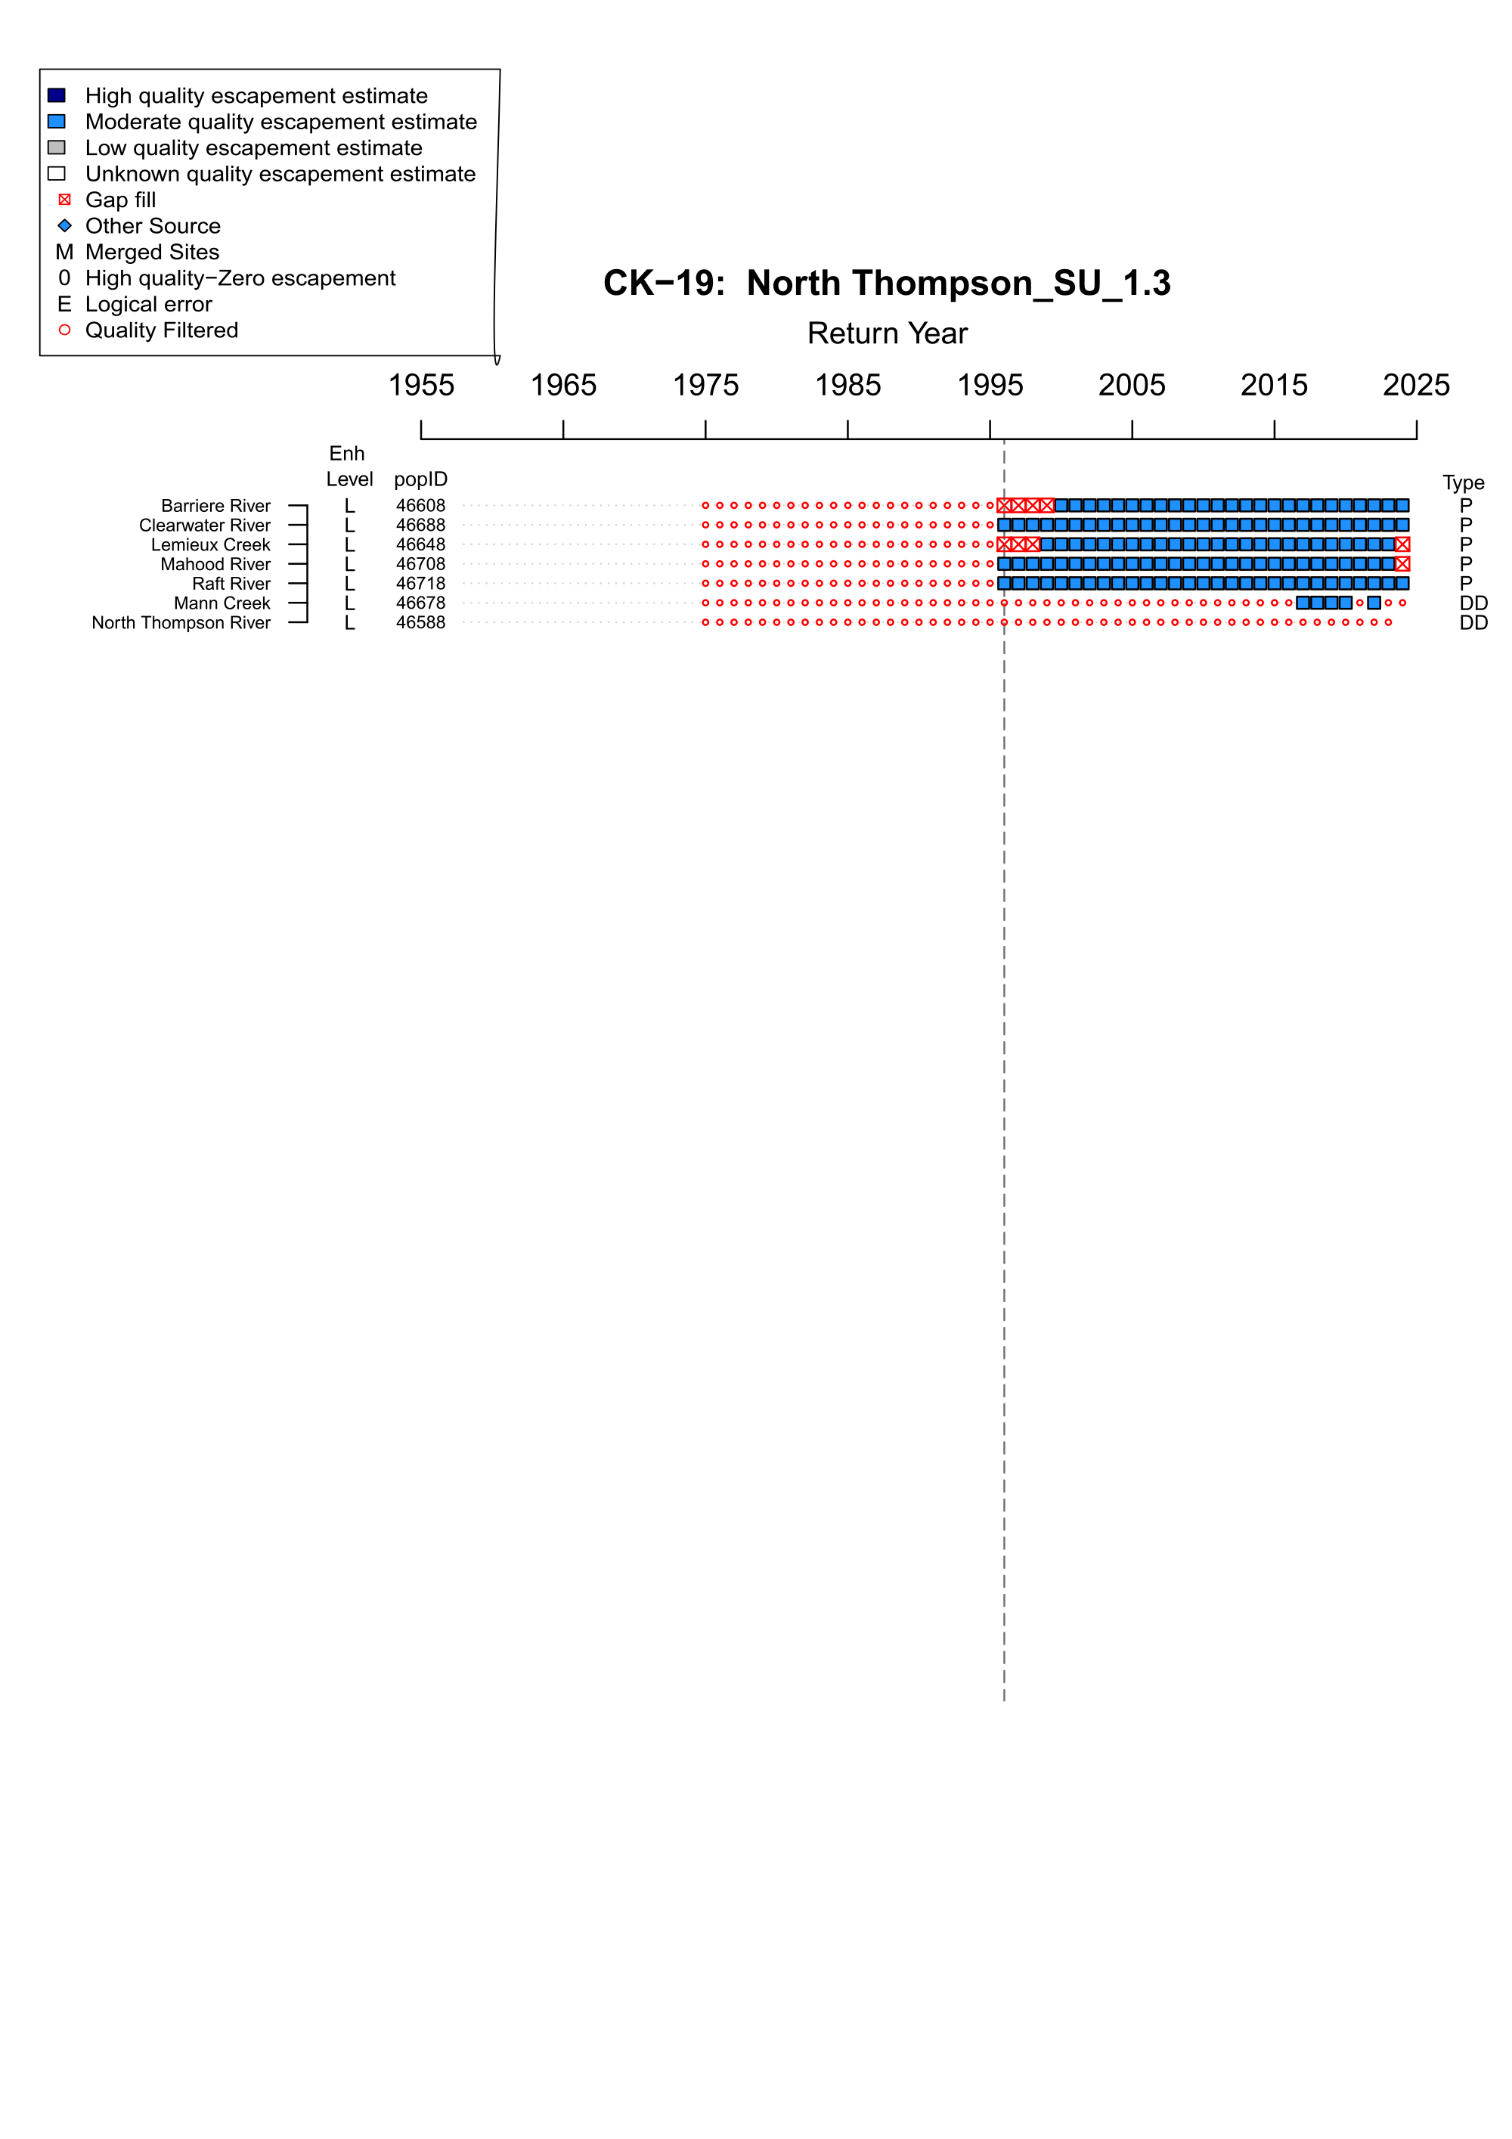 High quality escapement estimate
Moderate quality escapement estimate
Low quality escapement estimate
Unknown quality escapement estimate
Gap fill
Other Source
M Merged Sites
0 High quality−Zero escapement
E Logical error
Quality Filtered
CK−19: North Thompson_SU_1.3
Return Year
1955 1965 1975 1985 1995 2005 2015 2025
Enh
Level popID Type
Barriere River L 46608 P
Clearwater River L 46688 P
Lemieux Creek L 46648 P
Mahood River L 46708 P
Raft River L 46718 P
Mann Creek L 46678 DD
North Thompson River L 46588 DD